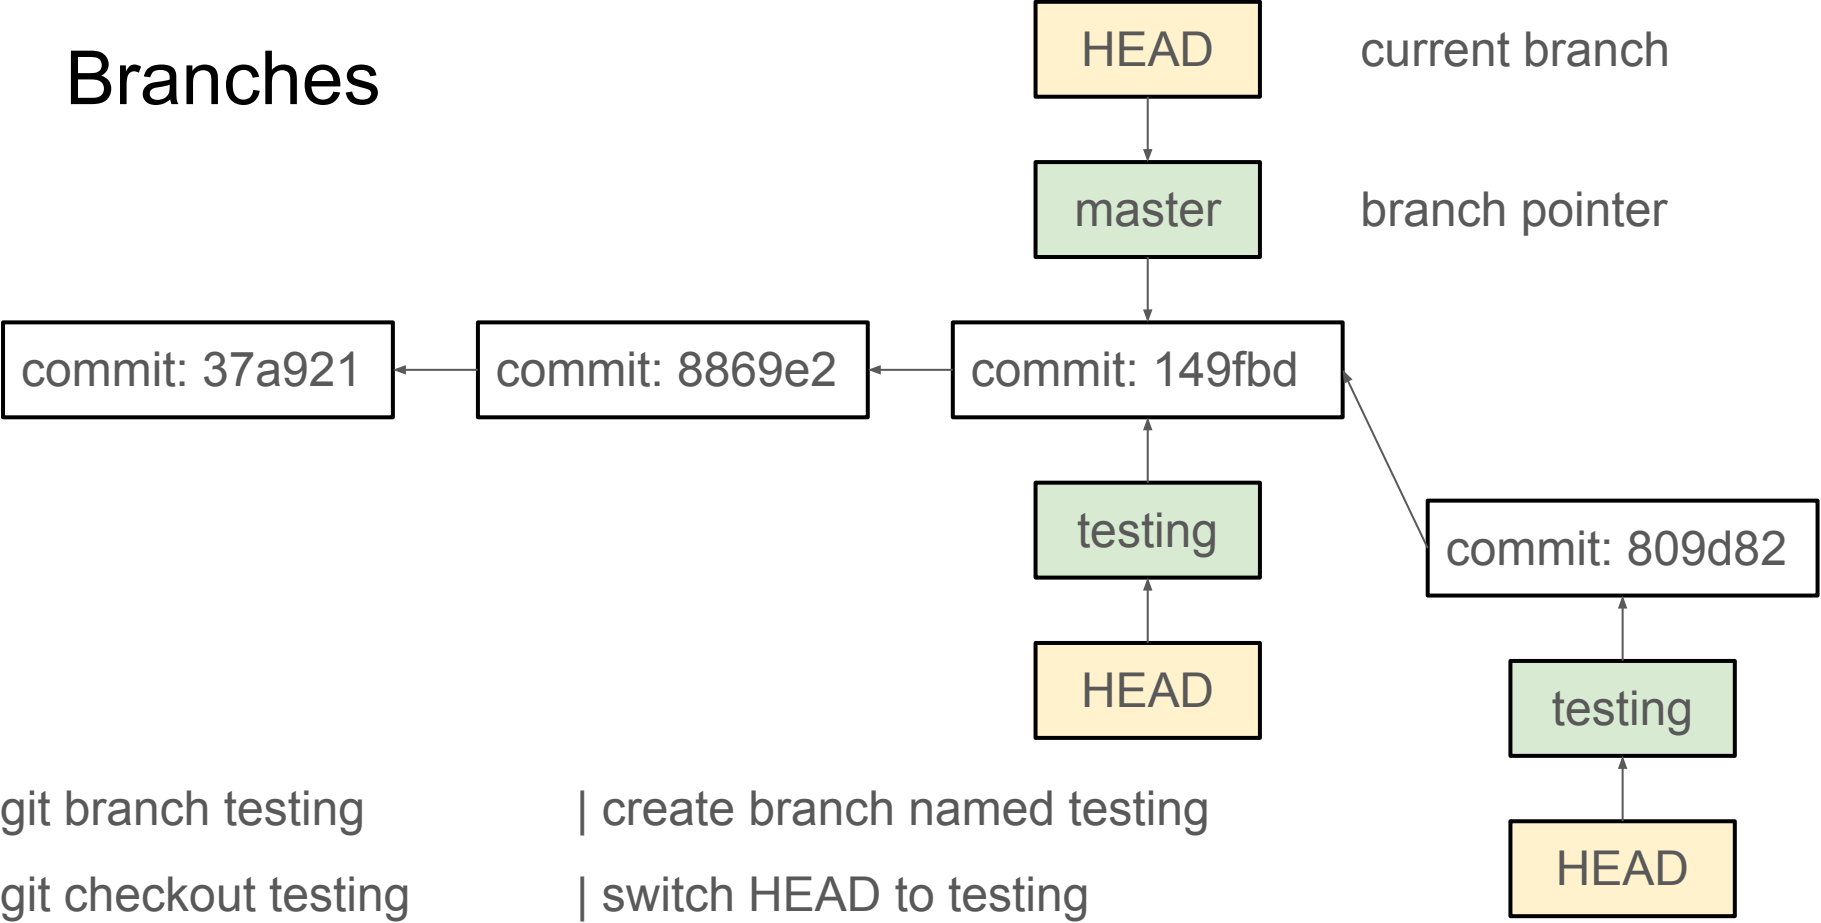 Branches
HEAD
current branch
master
branch pointer
commit: 37a921
commit: 8869e2
commit: 149fbd
testing
commit: 809d82
HEAD
testing
git branch testing | create branch named testing
HEAD
git checkout testing | switch HEAD to testing